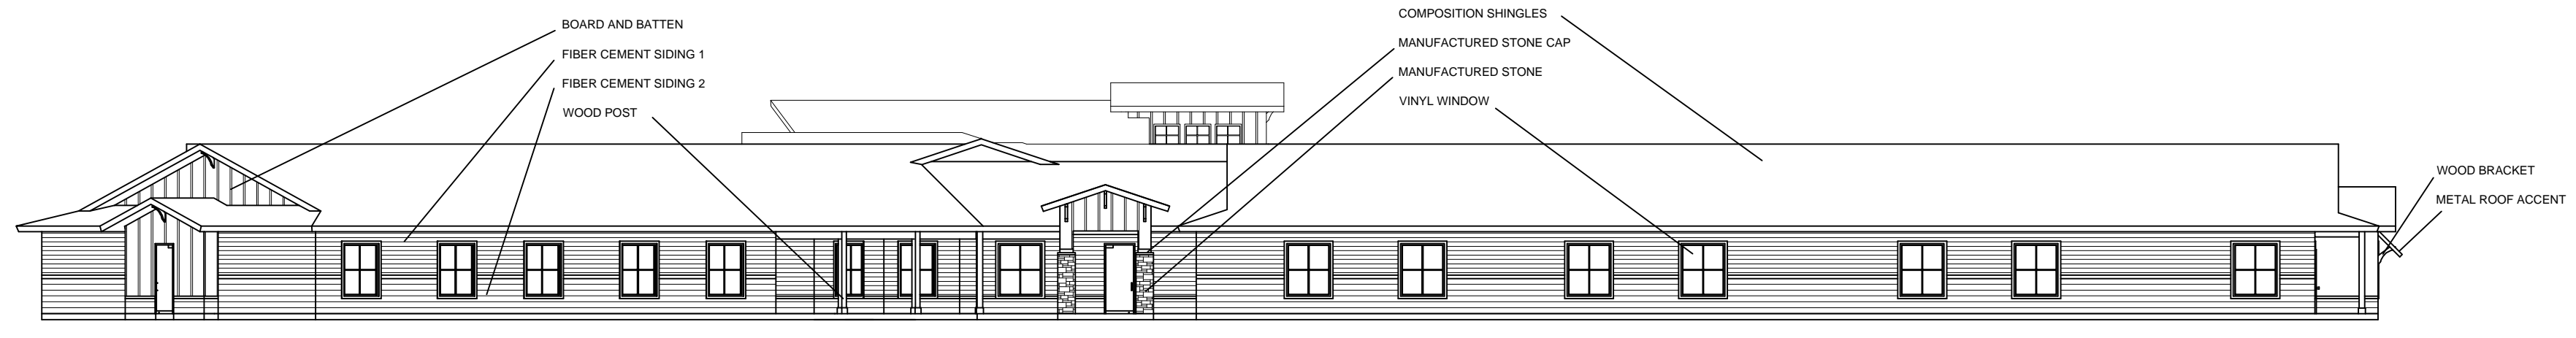 BOARD AND BATTEN
FIBER CEMENT SIDING 1
FIBER CEMENT SIDING 2
WOOD POST
COMPOSITION SHINGLES
MANUFACTURED STONE CAP
MANUFACTURED STONE
VINYL WINDOW
WOOD BRACKET
METAL ROOF ACCENT